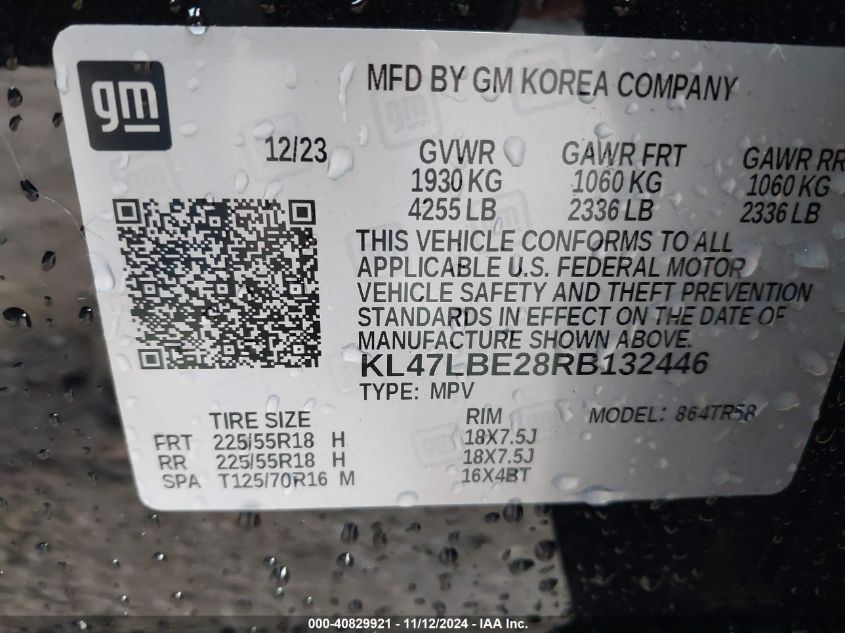 gm
MFD BY GM KOREA COMPANY
12/23
GVWR GAWR FRT GAWR RR
1930 KG 1060 KG 1060 KG
4255 LB 2336 LB 2336 LB
THIS VEHICLE CONFORMS TO ALL
APPLICABLE U.S. FEDERAL MOTOR
VEHICLE SAFETY AND THEFT PREVENTION
STANDARDS IN EFFECT ON THE DATE OF
MANUFACTURE SHOWN ABOVE.
KL47LBE28RB132446
TYPE: MPV
TIRE SIZE RIM MODEL: 864TR58
FRT 225/55R18 H 18X7.5J
RR 225/55R18 H 18X7.5J
SPA T125/70R16 M 16X4BT
000-40829921 - 11/12/2024 - IAA Inc.